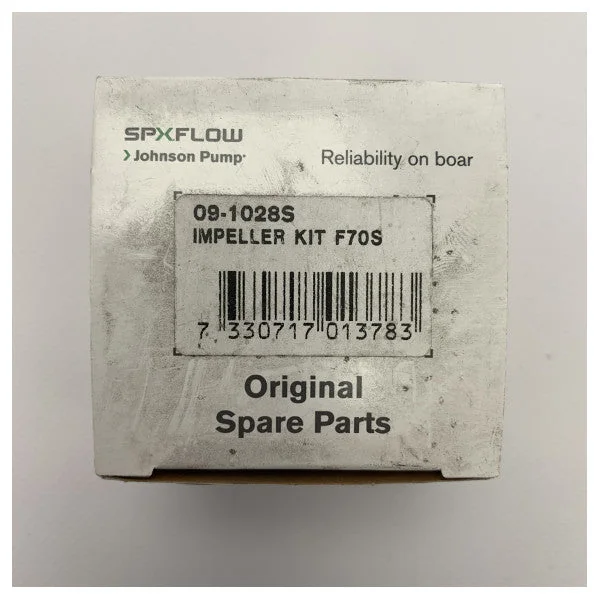 SPXFLOW
Johnson Pump®
Reliability on boar
09-1028S
IMPELLER KIT F70S
7 330717 013783
Original
Spare Parts